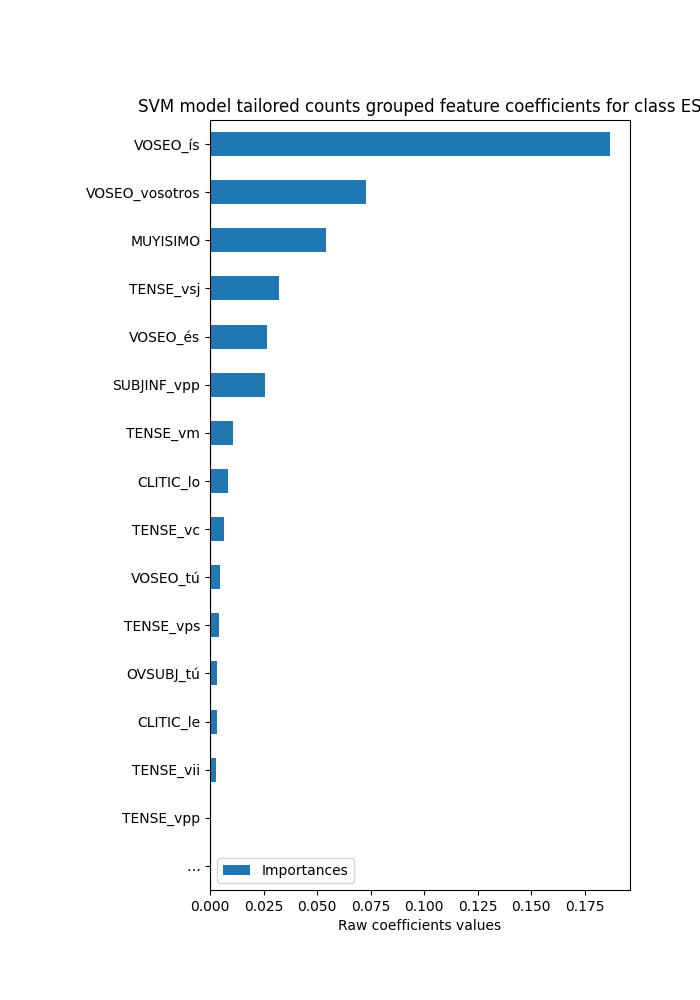 SVM model tailored counts grouped feature coefficients for class ES
VOSEO_ís
VOSEO_vosotros
MUYISIMO
TENSE_vsj
VOSEO_és
SUBJINF_vpp
TENSE_vm
CLITIC_lo
TENSE_vc
VOSEO_tú
TENSE_vps
OVSUBJ_tú
CLITIC_le
TENSE_vii
TENSE_vpp
...
Importances
0.000 0.025 0.050 0.075 0.100 0.125 0.150 0.175
Raw coefficients values